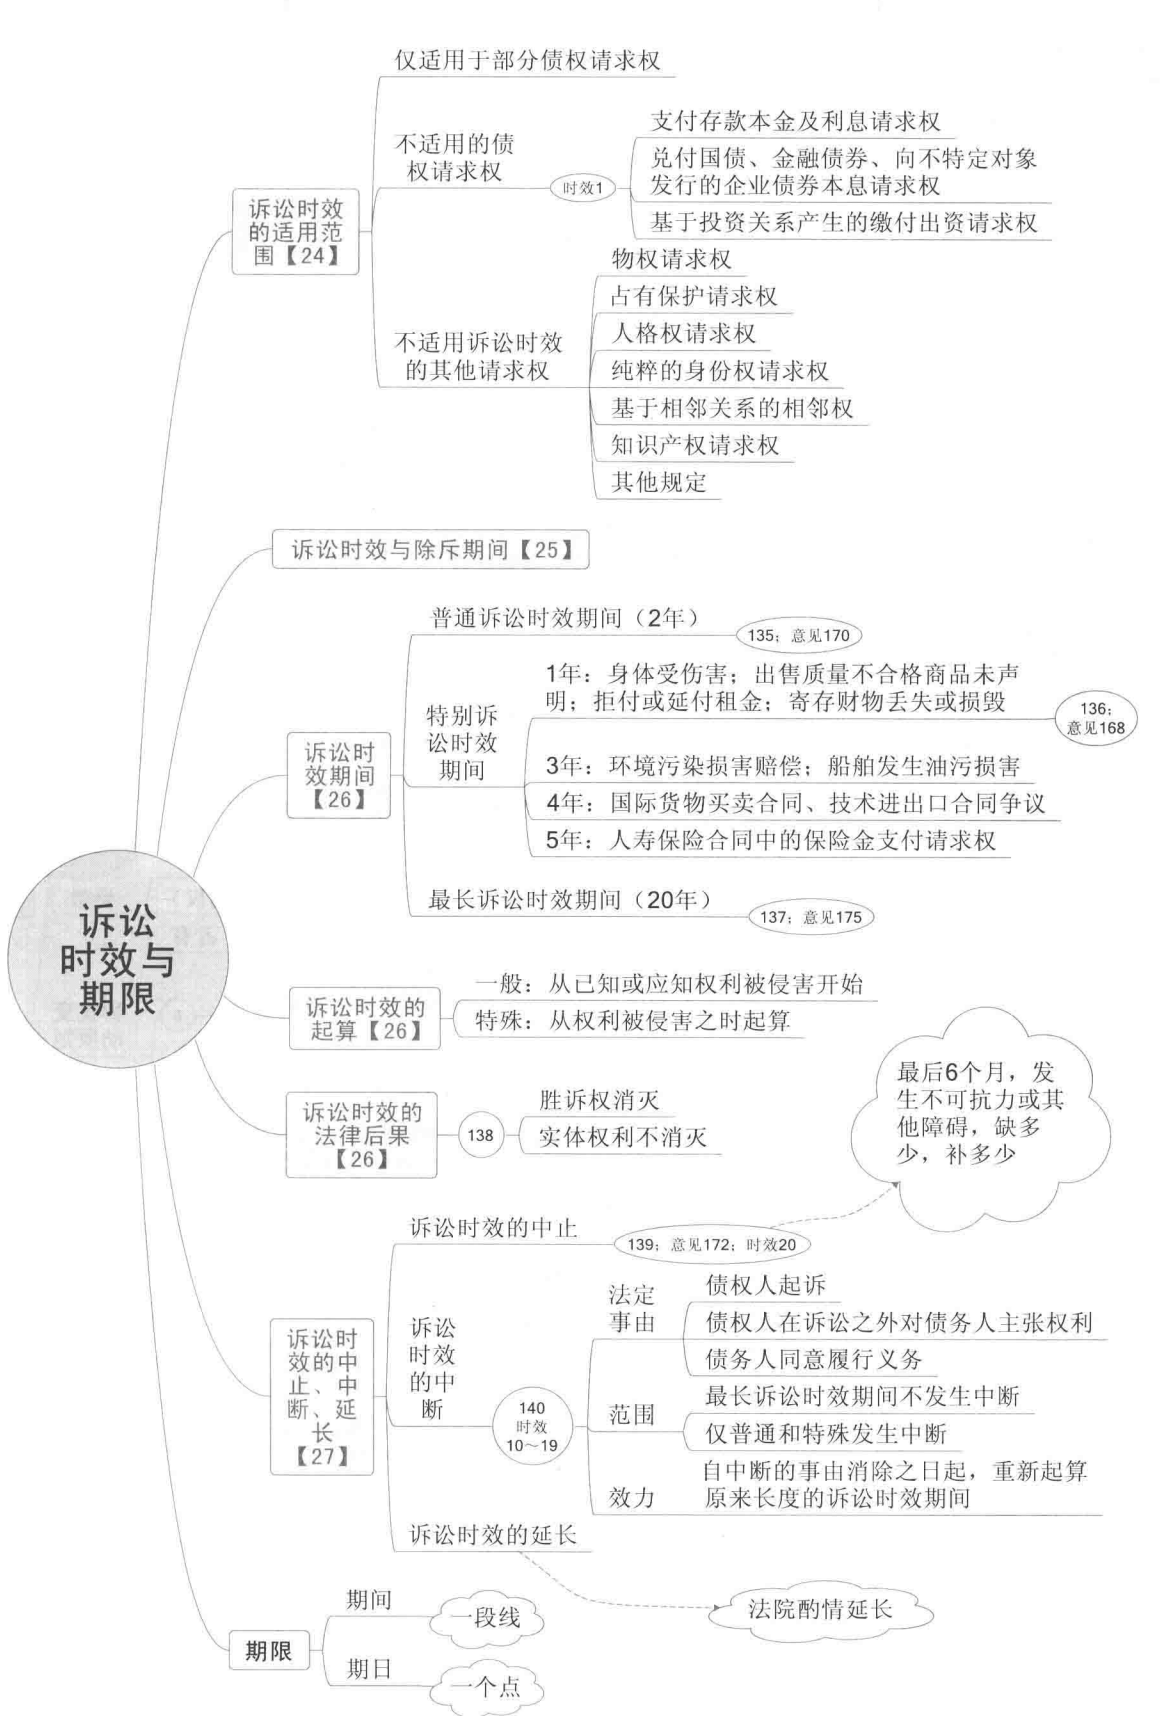 仅适用于部分债权请求权
不适用的债
权请求权
时效1
支付存款本金及利息请求权
兑付国债、金融债券、向不特定对象
发行的企业债券本息请求权
基于投资关系产生的缴付出资请求权
诉讼时效
的适用范
围【24】
不适用诉讼时效
的其他请求权
物权请求权
占有保护请求权
人格权请求权
纯粹的身份权请求权
基于相邻关系的相邻权
知识产权请求权
其他规定
诉讼时效与除斥期间【25】
诉讼时
效期间
【26】
普通诉讼时效期间（2年）
135；意见170
特别诉
讼时效
期间
1年：身体受伤害；出售质量不合格商品未声
明；拒付或延付租金；寄存财物丢失或损毁
136；
意见168
3年：环境污染损害赔偿；船舶发生油污损害
4年：国际货物买卖合同、技术进出口合同争议
5年：人寿保险合同中的保险金支付请求权
最长诉讼时效期间（20年）
137；意见175
诉讼
时效与
期限
诉讼时效的
起算【26】
一般：从已知或应知权利被侵害开始
特殊：从权利被侵害之时起算
诉讼时效的
法律后果
【26】
138
胜诉权消灭
实体权利不消灭
最后6个月，发
生不可抗力或其
他障碍，缺多
少，补多少
诉讼时
效的中
止、中
断、延
长
【27】
诉讼时效的中止
139；意见172；时效20
诉讼
时效
的中
断
140
时效
10～19
法定
事由
债权人起诉
债权人在诉讼之外对债务人主张权利
债务人同意履行义务
范围
最长诉讼时效期间不发生中断
仅普通和特殊发生中断
效力
自中断的事由消除之日起，重新起算
原来长度的诉讼时效期间
诉讼时效的延长
法院酌情延长
期限
期间
一段线
期日
一个点